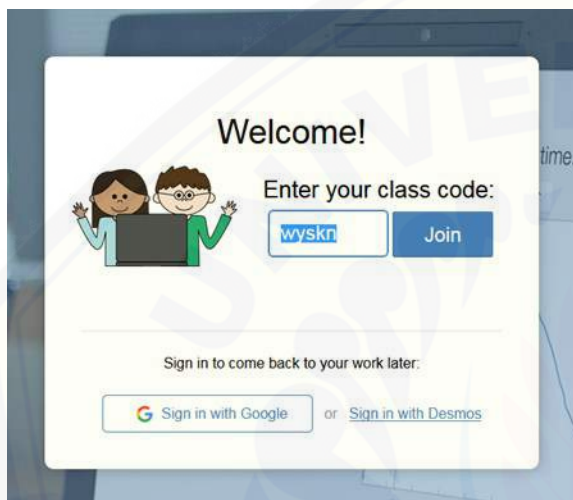 Welcome!
time.
Enter your class code:
wyskn Join
Sign in to come back to your work later:
Sign in with Google or Sign in with Desmos